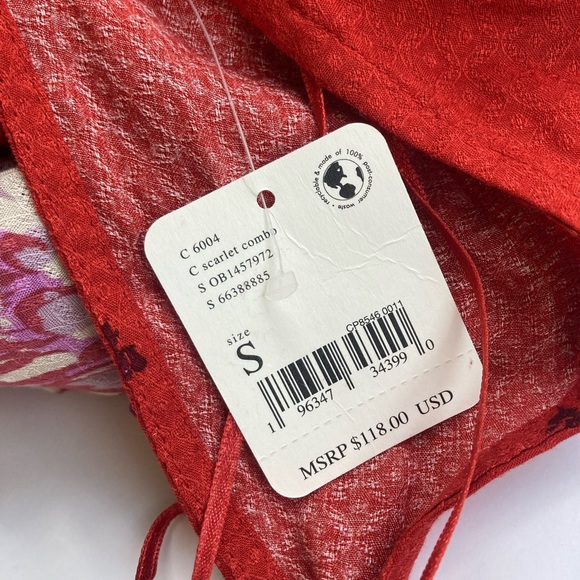 recyclable & made of 100% post-consumer waste •
C 6004
C scarlet combo
S OB1457972
S 66388885
size
S
CP8546 0011
1 96347 34399 0
MSRP $118.00 USD